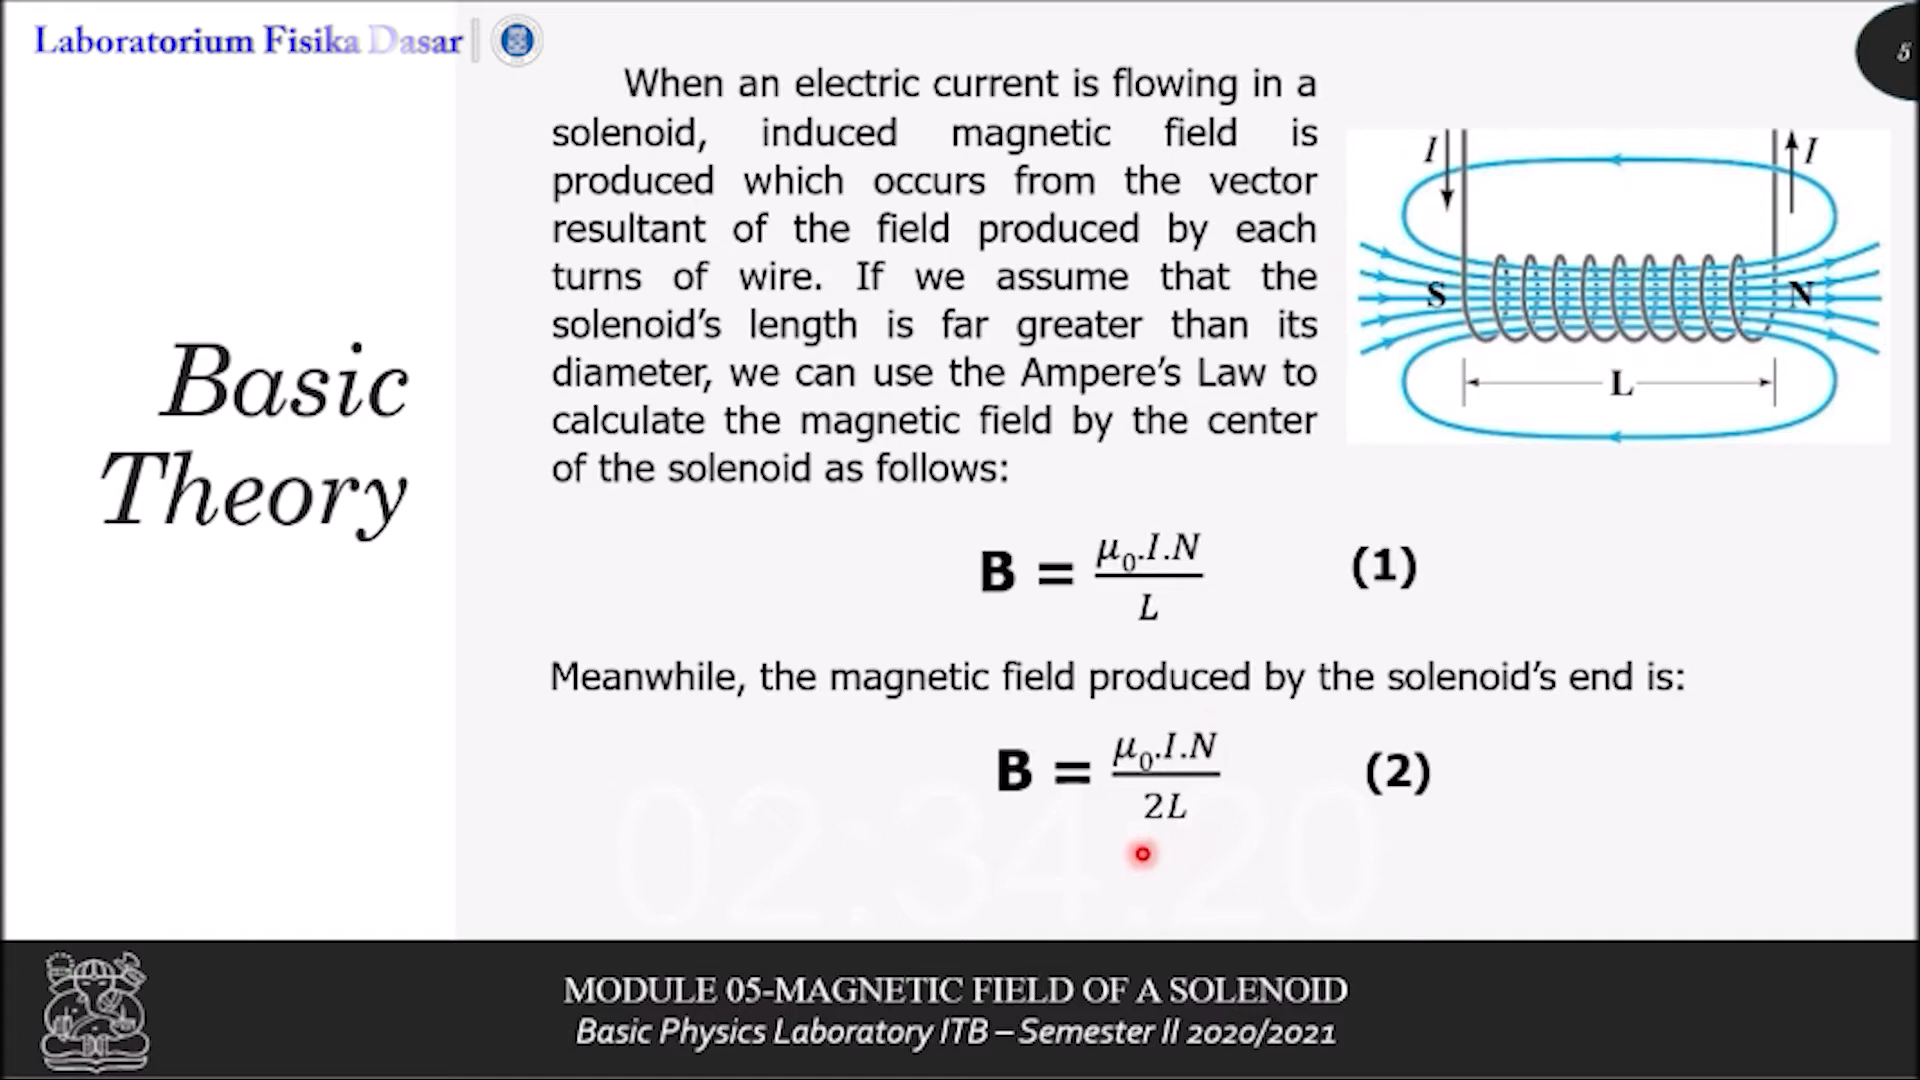 Laboratorium Fisika Dasar
5
Basic
Theory
When an electric current is flowing in a
solenoid, induced magnetic field is
produced which occurs from the vector
resultant of the field produced by each
turns of wire. If we assume that the
solenoid’s length is far greater than its
diameter, we can use the Ampere’s Law to
calculate the magnetic field by the center
of the solenoid as follows:
I
I
S
N
L
B = μ₀.I.N / L (1)
Meanwhile, the magnetic field produced by the solenoid’s end is:
B = μ₀.I.N / 2L (2)
02:34:20
MODULE 05-MAGNETIC FIELD OF A SOLENOID
Basic Physics Laboratory ITB – Semester II 2020/2021